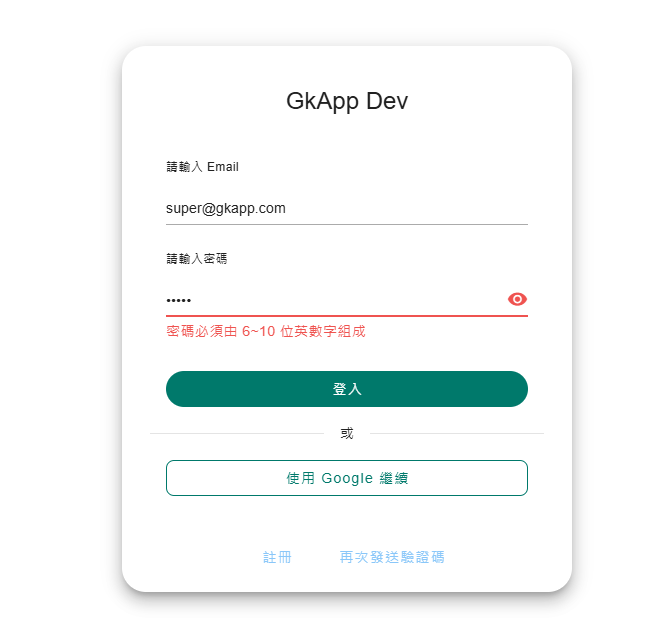 GkApp Dev
請輸入 Email
super@gkapp.com
請輸入密碼
•••••
密碼必須由 6~10 位英數字組成
登入
或
使用 Google 繼續
註冊 再次發送驗證碼